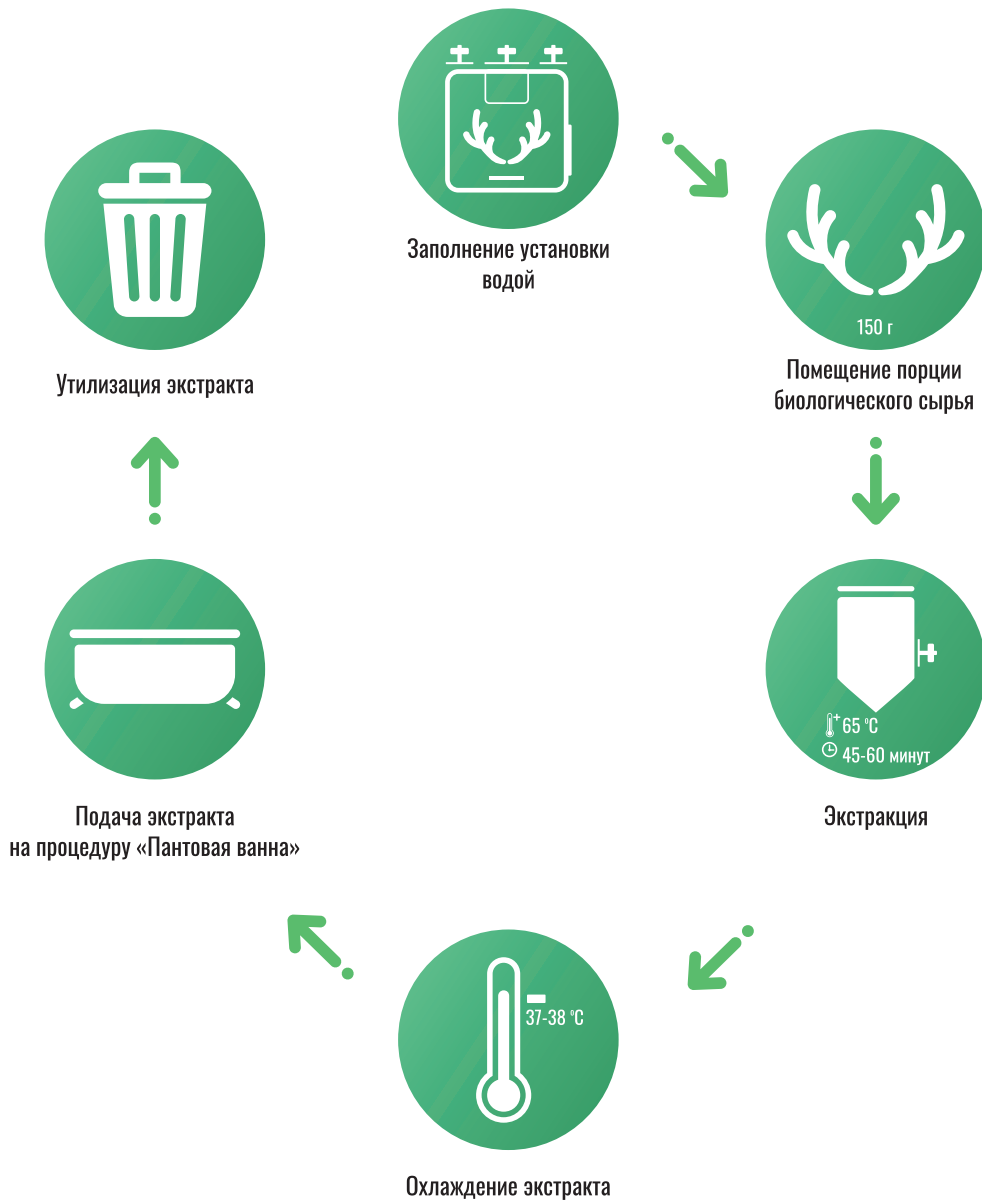 Заполнение установки
водой
150 г
Помещение порции
биологического сырья
+ 65 °C
45-60 минут
Экстракция
37-38 °C
Охлаждение экстракта
Подача экстракта
на процедуру «Пантовая ванна»
Утилизация экстракта